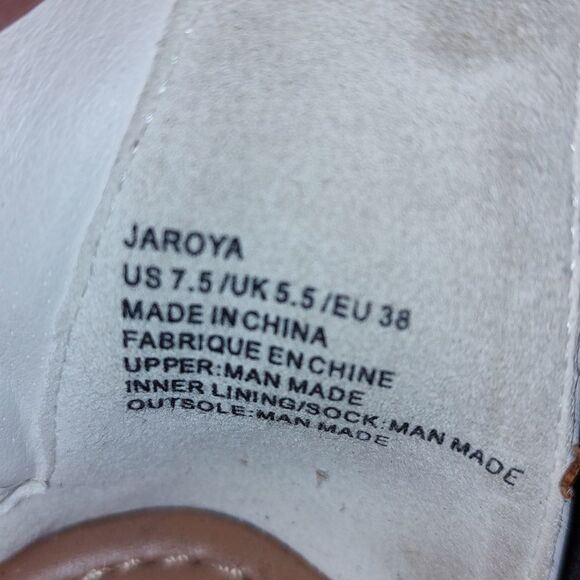 JAROYA
US 7.5/UK 5.5/EU 38
MADE IN CHINA
FABRIQUE EN CHINE
UPPER:MAN MADE
INNER LINING/SOCK:MAN MADE
OUTSOLE:MAN MADE